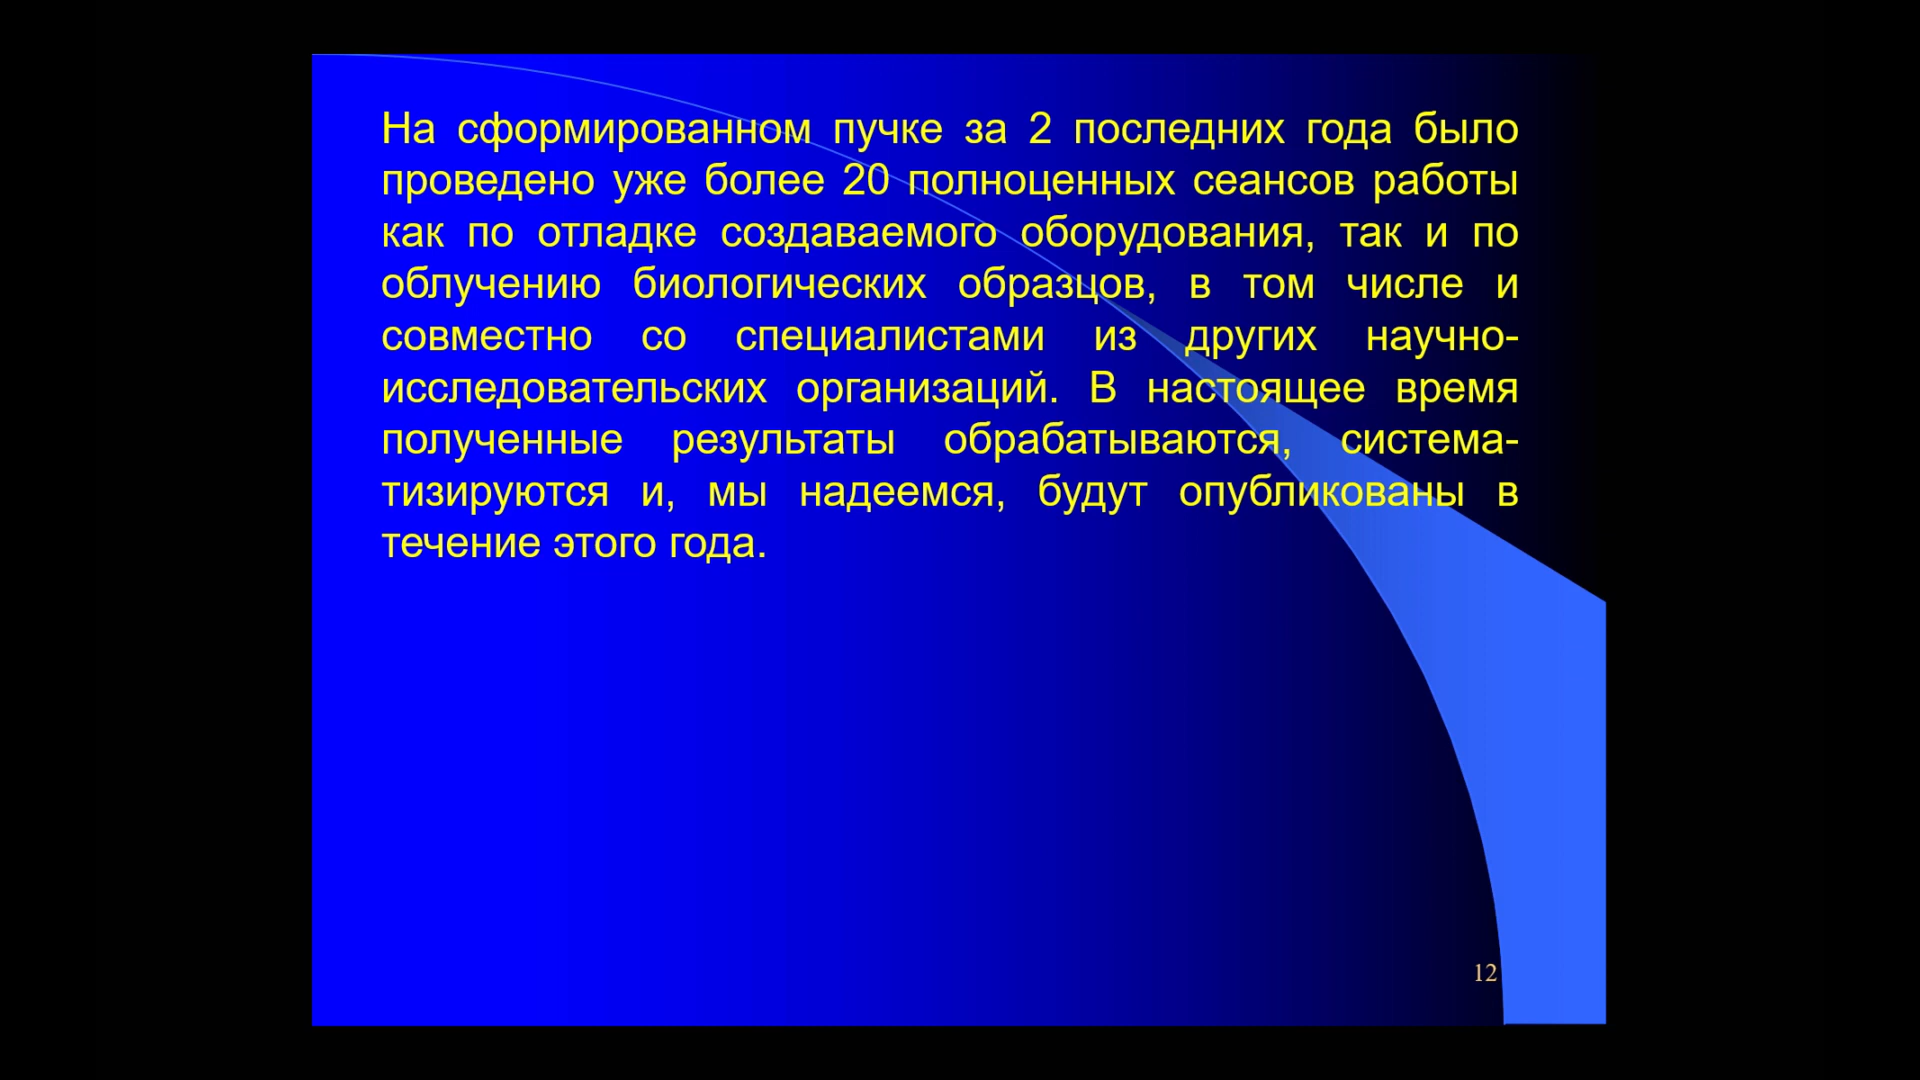 На сформированном пучке за 2 последних года было
проведено уже более 20 полноценных сеансов работы
как по отладке создаваемого оборудования, так и по
облучению биологических образцов, в том числе и
совместно со специалистами из других научно-
исследовательских организаций. В настоящее время
полученные результаты обрабатываются, система-
тизируются и, мы надеемся, будут опубликованы в
течение этого года.
12